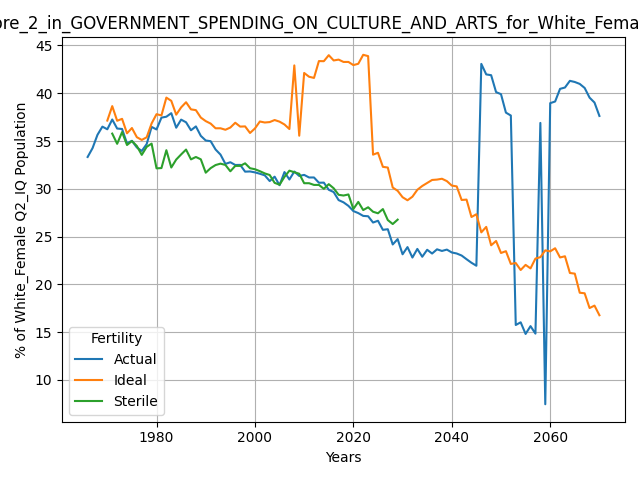 ore_2_in_GOVERNMENT_SPENDING_ON_CULTURE_AND_ARTS_for_White_Fema
45
40
35
30
25
20
15
10
% of White_Female Q2_IQ Population
Fertility
Actual
Ideal
Sterile
1980
2000
2020
2040
2060
Years